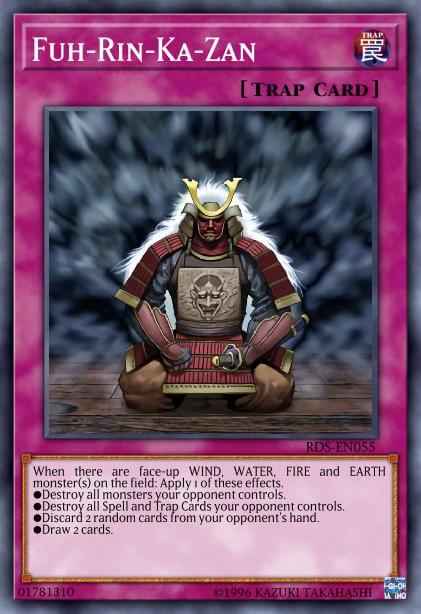 Fuh-Rin-Ka-Zan
TRAP
罠
[Trap Card]
RDS-EN055
When there are face-up WIND, WATER, FIRE and EARTH
monster(s) on the field: Apply 1 of these effects.
●Destroy all monsters your opponent controls.
●Destroy all Spell and Trap Cards your opponent controls.
●Discard 2 random cards from your opponent's hand.
●Draw 2 cards.
01781310
©1996 KAZUKI TAKAHASHI